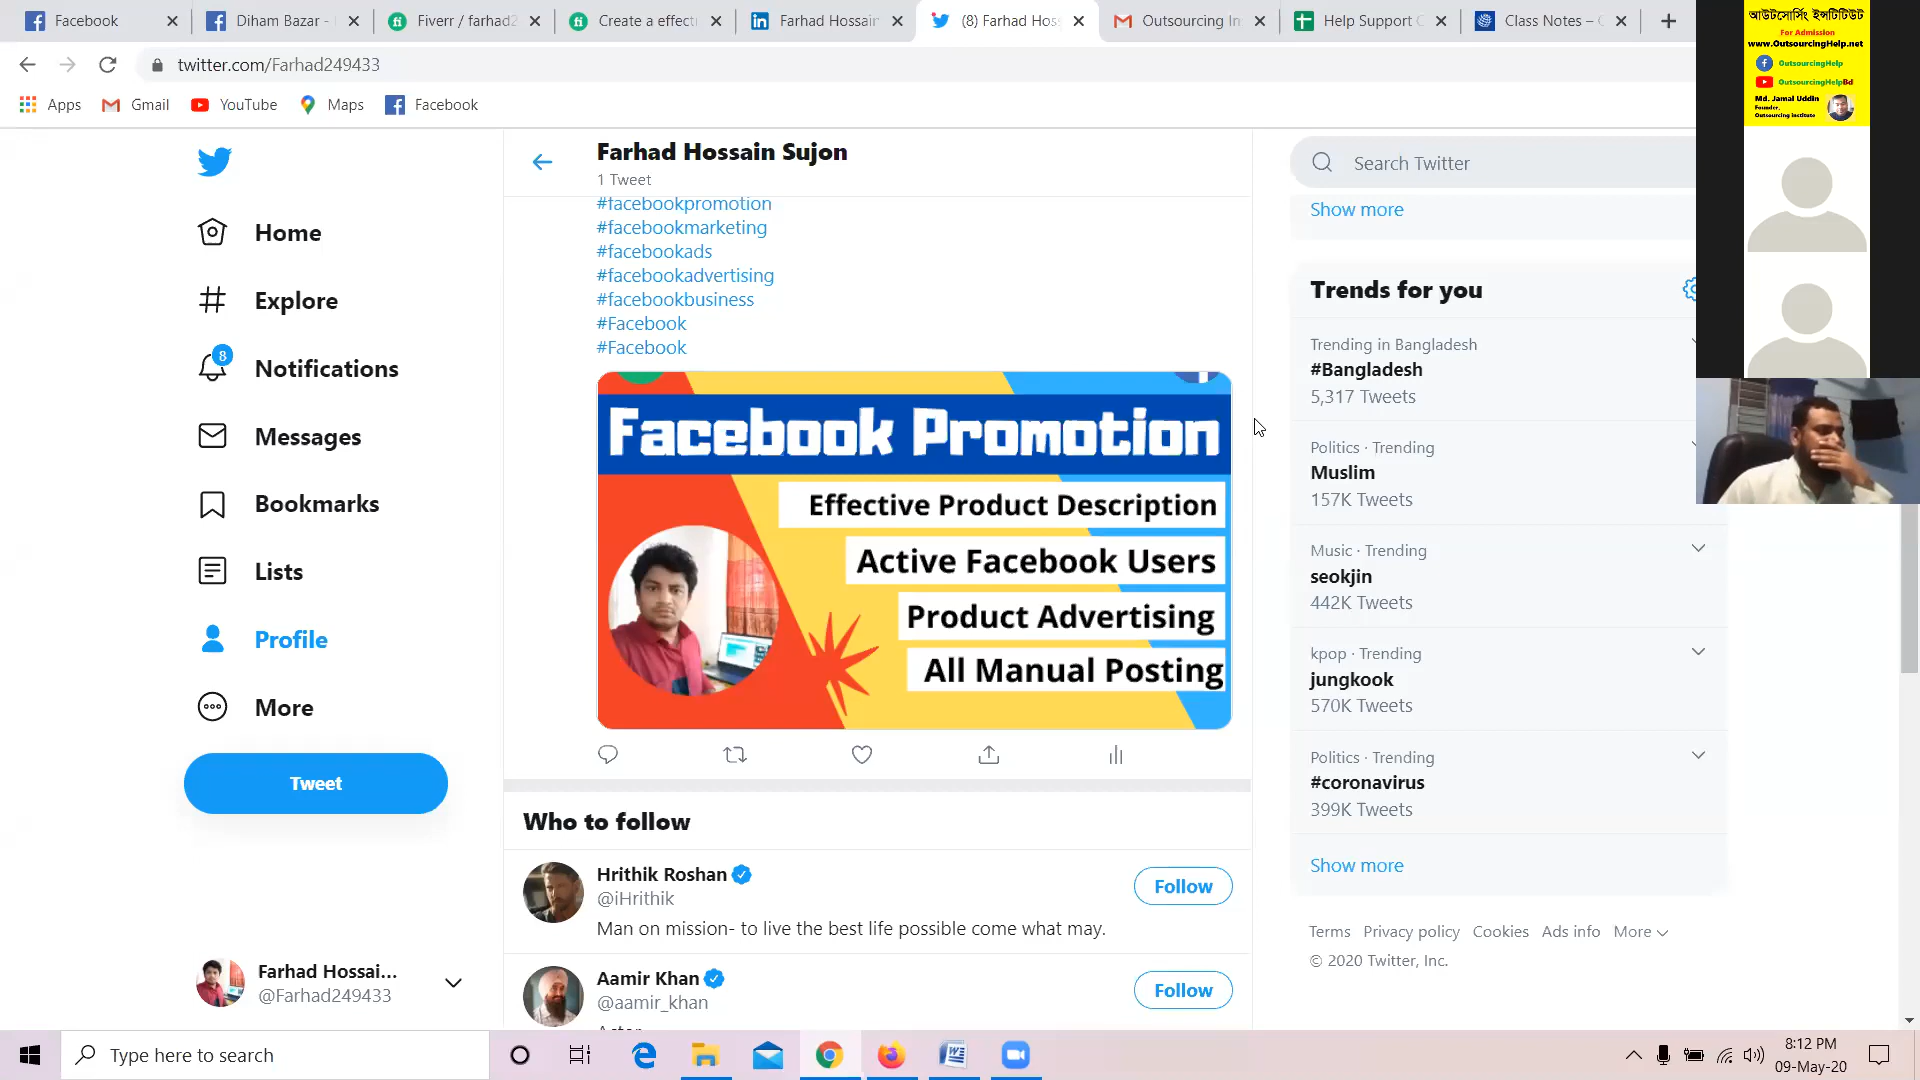 Facebook
Diham Bazar -
Fiverr / farhad2
Create a effect
Farhad Hossain
(8) Farhad Hos
Outsourcing In
Help Support C
Class Notes –
twitter.com/Farhad249433
Apps
Gmail
YouTube
Maps
Facebook
আউটসোর্সিং ইন্সটিটিউট
For Admission
www.OutsourcingHelp.net
OutsourcingHelp
OutsourcingHelpBd
Md. Jamal Uddin
Founder,
Outsourcing Institute
Home
Explore
8
Notifications
Messages
Bookmarks
Lists
Profile
More
Tweet
Farhad Hossai...
@Farhad249433
Farhad Hossain Sujon
1 Tweet
#facebookpromotion
#facebookmarketing
#facebookads
#facebookadvertising
#facebookbusiness
#Facebook
#Facebook
Facebook Promotion
Effective Product Description
Active Facebook Users
Product Advertising
All Manual Posting
Who to follow
Hrithik Roshan
@iHrithik
Man on mission- to live the best life possible come what may.
Follow
Aamir Khan
@aamir_khan
Follow
Search Twitter
Show more
Trends for you
Trending in Bangladesh
#Bangladesh
5,317 Tweets
Politics · Trending
Muslim
157K Tweets
Music · Trending
seokjin
442K Tweets
kpop · Trending
jungkook
570K Tweets
Politics · Trending
#coronavirus
399K Tweets
Show more
Terms Privacy policy Cookies Ads info More
© 2020 Twitter, Inc.
Type here to search
8:12 PM
09-May-20